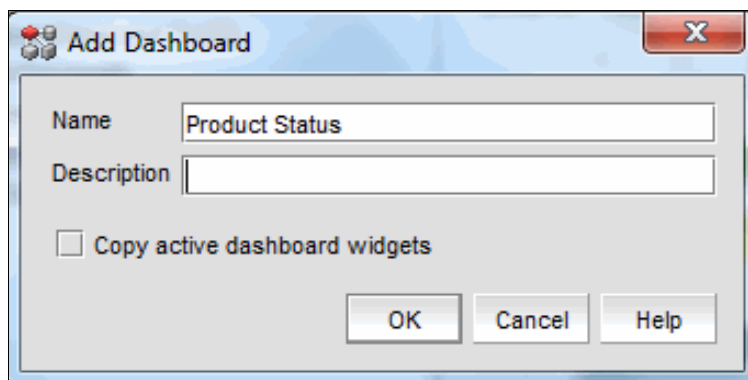 Add Dashboard
Name Product Status
Description
Copy active dashboard widgets
OK Cancel Help